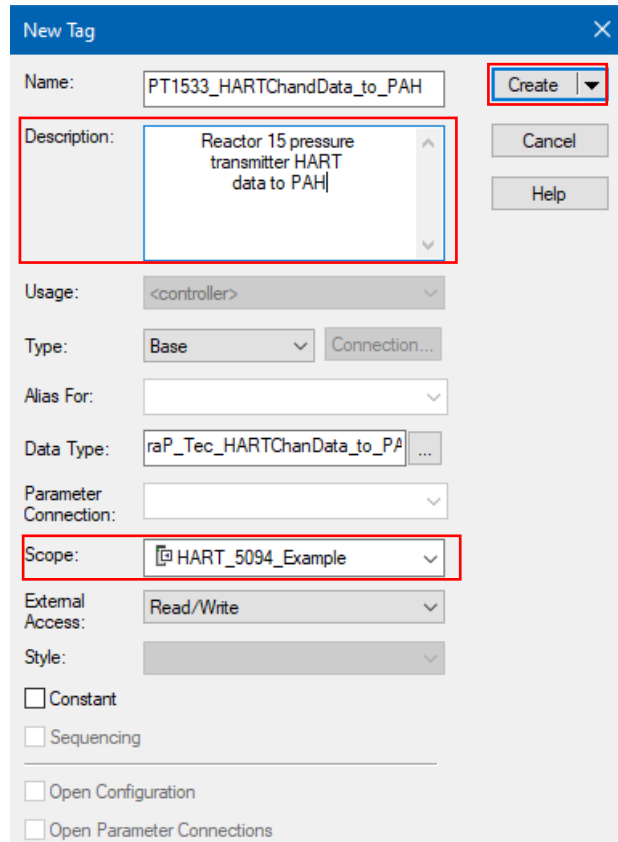 New Tag
Name:
PT1533_HARTChandData_to_PAH
Create
Description:
Reactor 15 pressure
transmitter HART
data to PAH
Cancel
Help
Usage:
<controller>
Type:
Base
Connection...
Alias For:
Data Type:
raP_Tec_HARTChanData_to_PA
...
Parameter
Connection:
Scope:
HART_5094_Example
External
Access:
Read/Write
Style:
Constant
Sequencing
Open Configuration
Open Parameter Connections